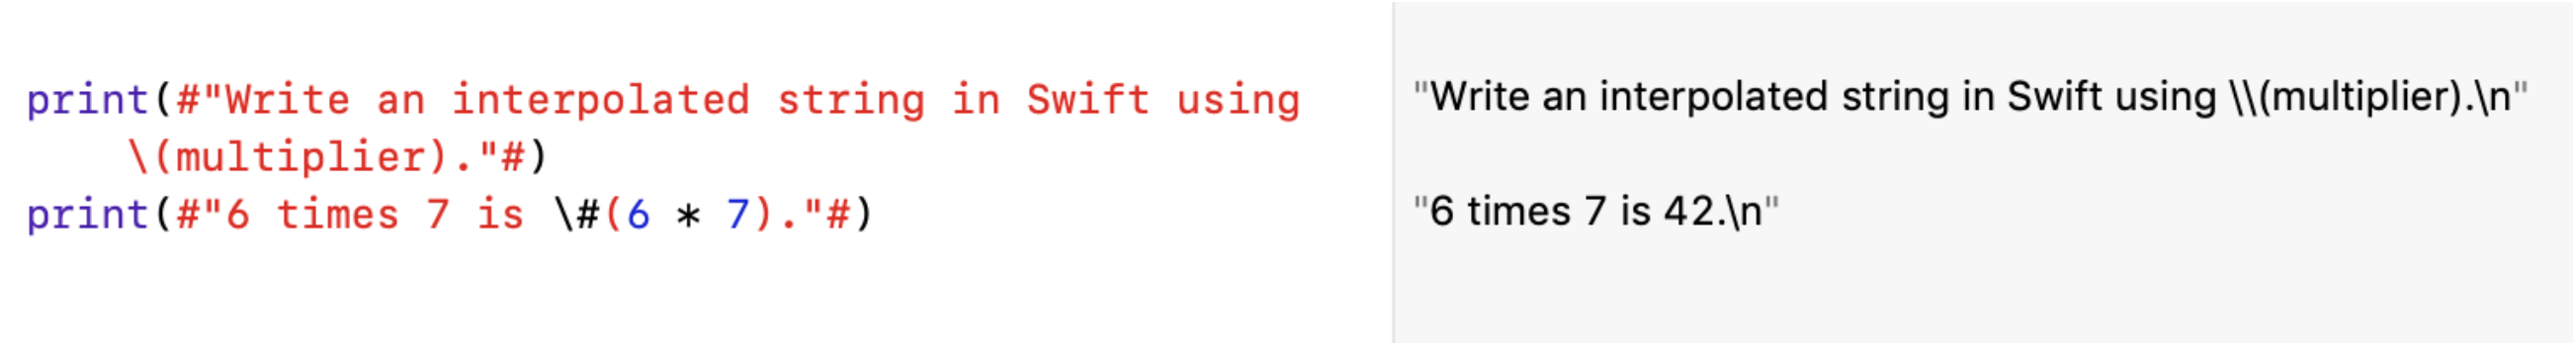 print(#"Write an interpolated string in Swift using
\(multiplier)."#)
print(#"6 times 7 is \#(6 * 7)."#)
"Write an interpolated string in Swift using \\(multiplier).\n"
"6 times 7 is 42.\n"